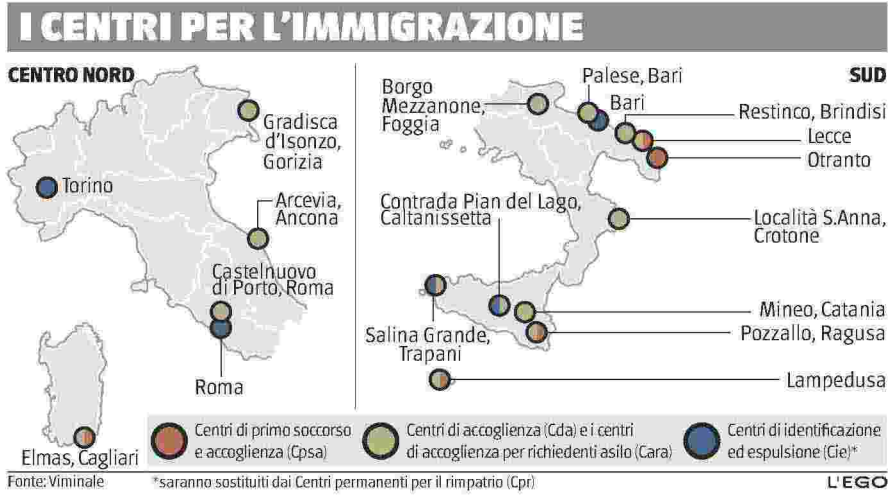 I CENTRI PER L'IMMIGRAZIONE
CENTRO NORD
Gradisca
d'Isonzo,
Gorizia
Torino
Arcevia,
Ancona
Castelnuovo
di Porto, Roma
Roma
Elmas, Cagliari
SUD
Borgo
Mezzanone,
Foggia
Palese, Bari
Bari
Restinco, Brindisi
Lecce
Otranto
Contrada Pian del Lago,
Caltanissetta
Località S.Anna,
Crotone
Mineo, Catania
Pozzallo, Ragusa
Salina Grande,
Trapani
Lampedusa
Centri di primo soccorso
e accoglienza (Cpsa)
Centri di accoglienza (Cda) e i centri
di accoglienza per richiedenti asilo (Cara)
Centri di identificazione
ed espulsione (Cie)*
Fonte: Viminale
*saranno sostituiti dai Centri permanenti per il rimpatrio (Cpr)
L'EGO